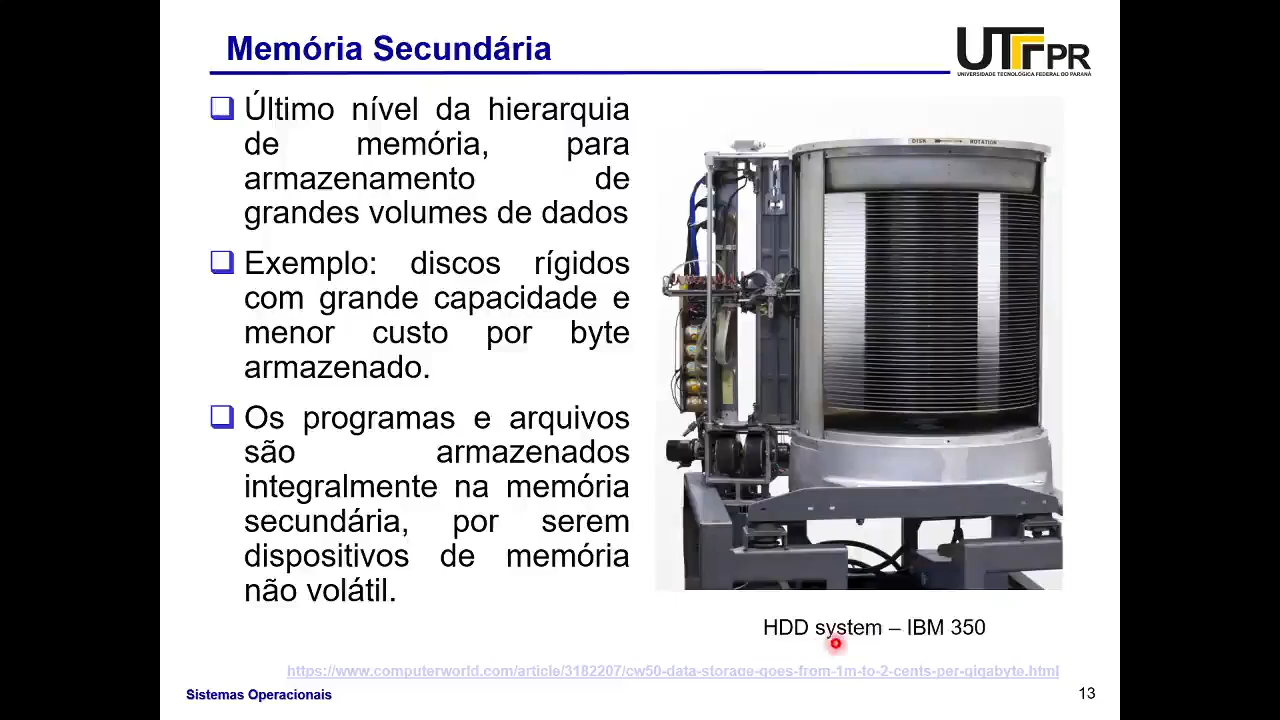 Memória Secundária
UTFPR
UNIVERSIDADE TECNOLÓGICA FEDERAL DO PARANÁ
Último nível da hierarquia
de memória, para
armazenamento de
grandes volumes de dados
Exemplo: discos rígidos
com grande capacidade e
menor custo por byte
armazenado.
Os programas e arquivos
são armazenados
integralmente na memória
secundária, por serem
dispositivos de memória
não volátil.
DISK ROTATION
HDD system – IBM 350
https://www.computerworld.com/article/3182207/cw50-data-storage-goes-from-1m-to-2-cents-per-gigabyte.html
Sistemas Operacionais
13